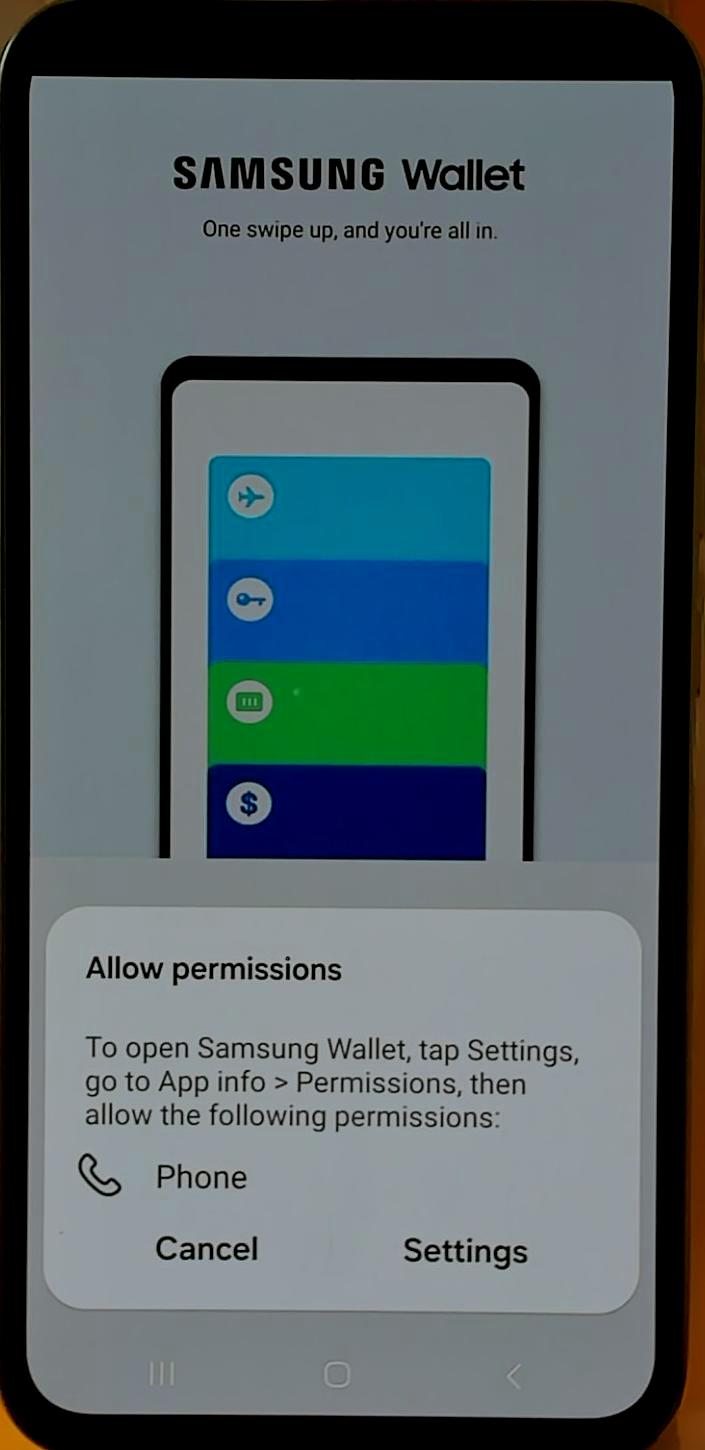 SAMSUNG Wallet
One swipe up, and you're all in.
$
Allow permissions
To open Samsung Wallet, tap Settings,
go to App info > Permissions, then
allow the following permissions:
Phone
Cancel Settings